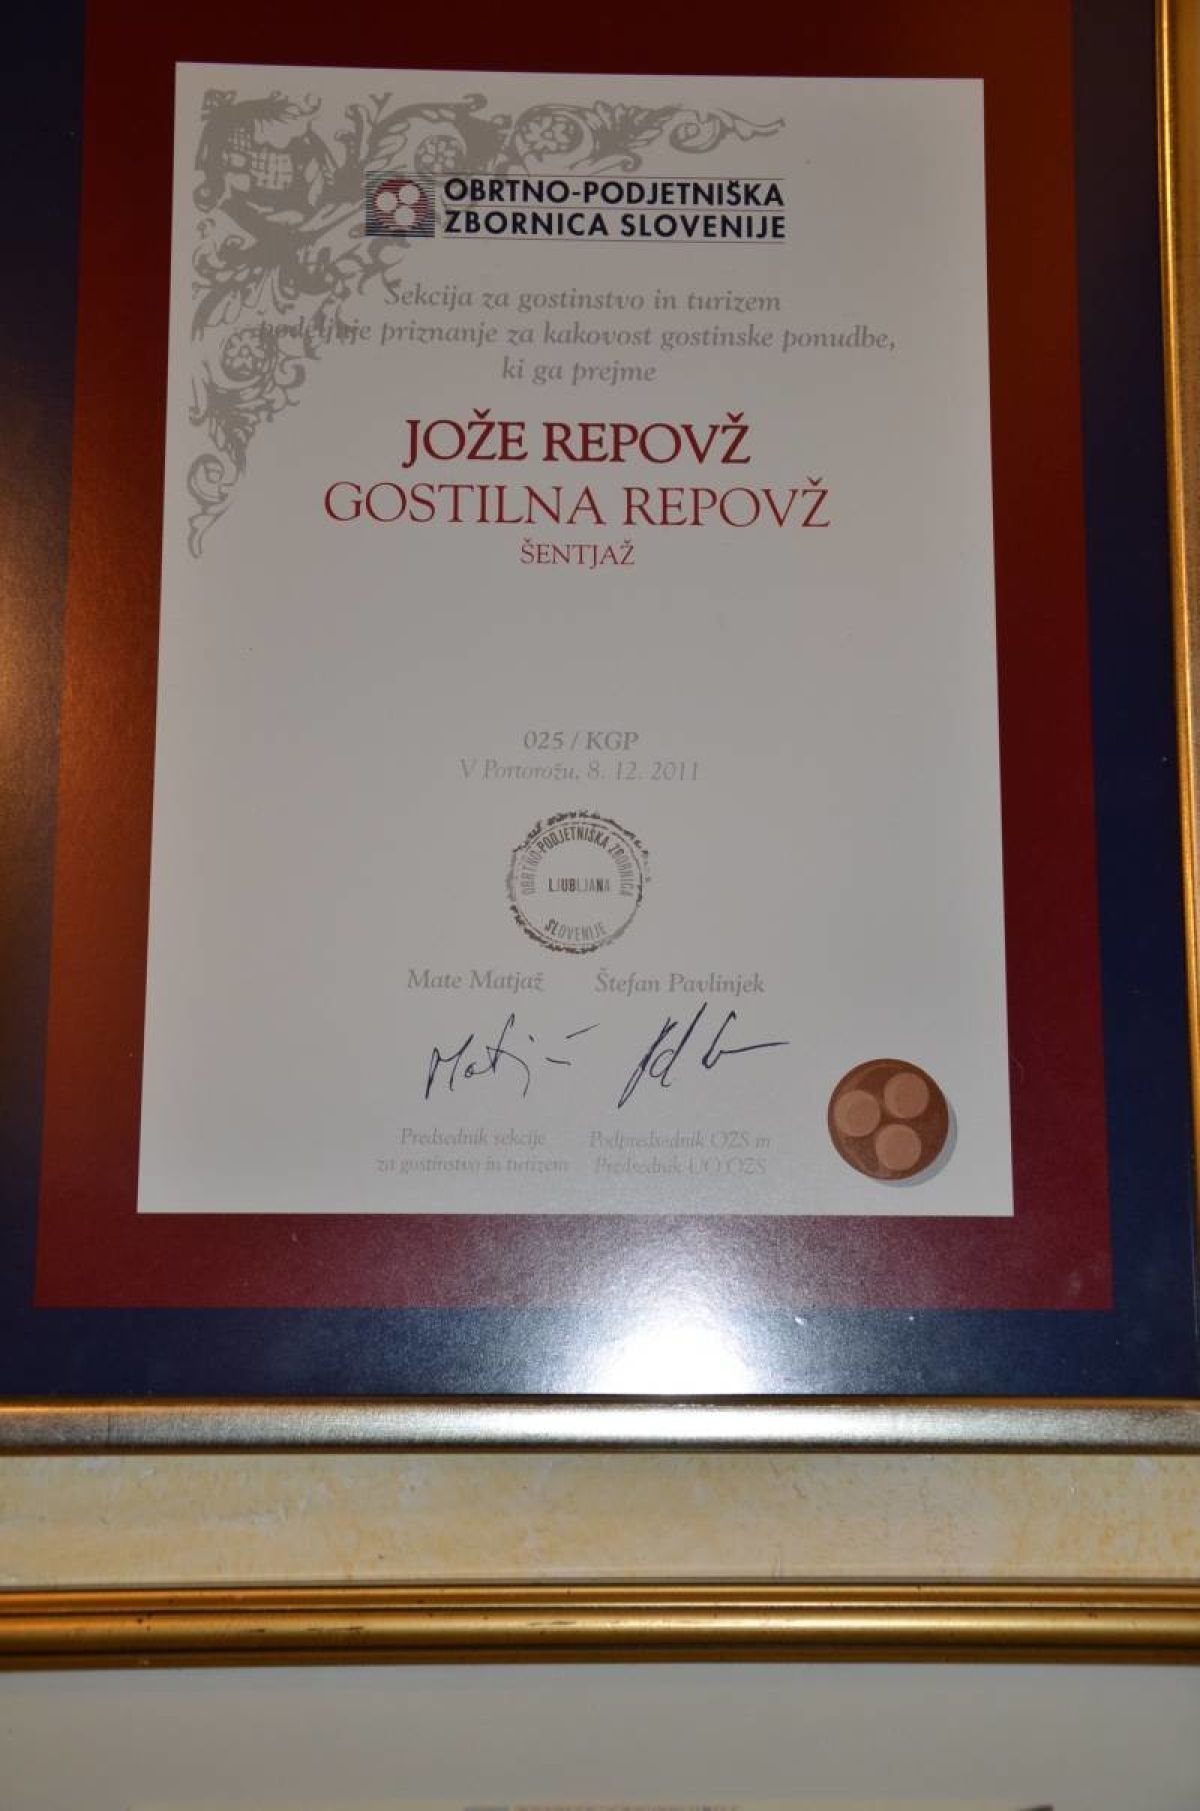 OBRTNO-PODJETNIŠKA
ZBORNICA SLOVENIJE
Sekcija za gostinstvo in turizem
podeljuje priznanje za kakovost gostinske ponudbe,
ki ga prejme
JOŽE REPOVŽ
GOSTILNA REPOVŽ
ŠENTJAŽ
025 / KGP
V Portorožu, 8. 12. 2011
OBRTNO-PODJETNIŠKA ZBORNICA
LJUBLJANA
SLOVENIJE
Mate Matjaž Štefan Pavlinjek
Predsednik sekcije Podpredsednik OZS in
za gostinstvo in turizem Predsednik UO OZS